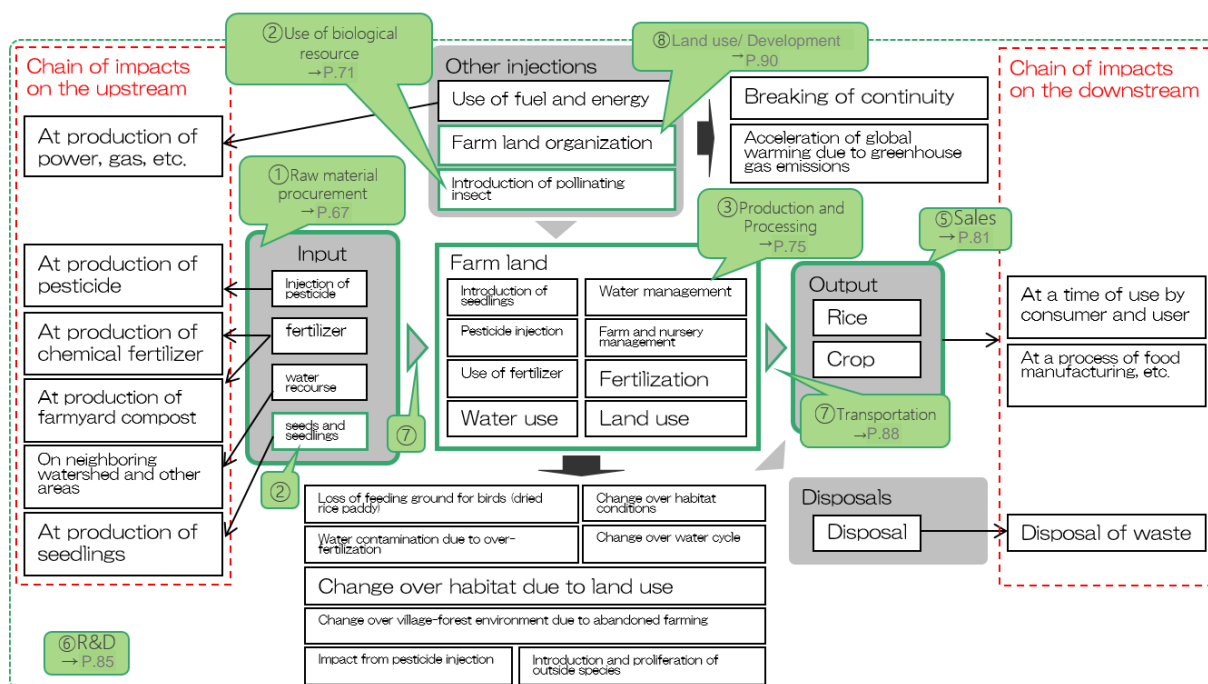 ②Use of biological
resource
→P.71
⑧Land use/ Development
→P.90
Chain of impacts
on the upstream
Other injections
Chain of impacts
on the downstream
Use of fuel and energy
Breaking of continuity
At production of
power, gas, etc.
Farm land organization
Acceleration of global
warming due to greenhouse
gas emissions
Introduction of pollinating
insect
①Raw material
procurement
→P.67
③Production and
Processing
→P.75
⑤Sales
→P.81
Input
Farm land
Output
At production of
pesticide
Injection of
pesticide
Introduction of
seedlings
Water management
Rice
At a time of use by
consumer and user
At production of
chemical fertilizer
fertilizer
Pesticide injection
Farm and nursery
management
Crop
At a process of food
manufacturing, etc.
At production of
farmyard compost
water
recourse
Use of fertilizer
Fertilization
seeds and
seedlings
Water use
Land use
⑦
⑦Transportation
→P.88
On neighboring
watershed and other
areas
②
At production of
seedlings
Loss of feeding ground for birds (dried
rice paddy)
Change over habitat
conditions
Disposals
Water contamination due to over-
fertilization
Change over water cycle
Disposal
Disposal of waste
Change over habitat due to land use
Change over village-forest environment due to abandoned farming
⑥R&D
→ P.85
Impact from pesticide injection
Introduction and proliferation of
outside species